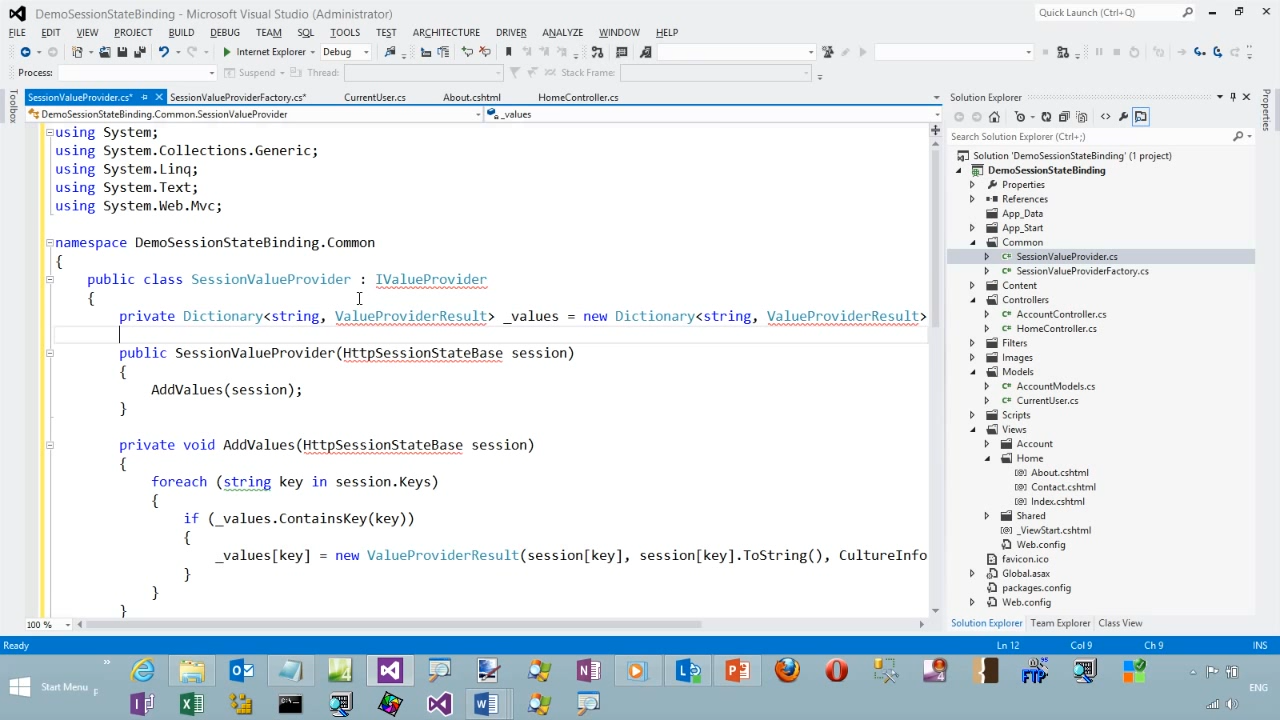 DemoSessionStateBinding - Microsoft Visual Studio (Administrator)
Quick Launch (Ctrl+Q)
FILE EDIT VIEW PROJECT BUILD DEBUG TEAM SQL TOOLS TEST ARCHITECTURE DRIVER ANALYZE WINDOW HELP
Internet Explorer Debug
Process: Suspend Thread: Stack Frame:
Toolbox
SessionValueProvider.cs* SessionValueProviderFactory.cs* CurrentUser.cs About.cshtml HomeController.cs
DemoSessionStateBinding.Common.SessionValueProvider _values
using System;
using System.Collections.Generic;
using System.Linq;
using System.Text;
using System.Web.Mvc;
namespace DemoSessionStateBinding.Common
{
public class SessionValueProvider : IValueProvider
{
private Dictionary<string, ValueProviderResult> _values = new Dictionary<string, ValueProviderResult>
public SessionValueProvider(HttpSessionStateBase session)
{
AddValues(session);
}
private void AddValues(HttpSessionStateBase session)
{
foreach (string key in session.Keys)
{
if (_values.ContainsKey(key))
{
_values[key] = new ValueProviderResult(session[key], session[key].ToString(), CultureInfo
}
}
}
100 %
Solution Explorer
Search Solution Explorer (Ctrl+;)
Solution 'DemoSessionStateBinding' (1 project)
DemoSessionStateBinding
Properties
References
App_Data
App_Start
Common
SessionValueProvider.cs
SessionValueProviderFactory.cs
Content
Controllers
AccountController.cs
HomeController.cs
Filters
Images
Models
AccountModels.cs
CurrentUser.cs
Scripts
Views
Account
Home
About.cshtml
Contact.cshtml
Index.cshtml
Shared
_ViewStart.cshtml
Web.config
favicon.ico
Global.asax
packages.config
Web.config
Solution Explorer Team Explorer Class View
Properties
Ready Ln 12 Col 9 Ch 9 INS
Start Menu
FTP
ENG